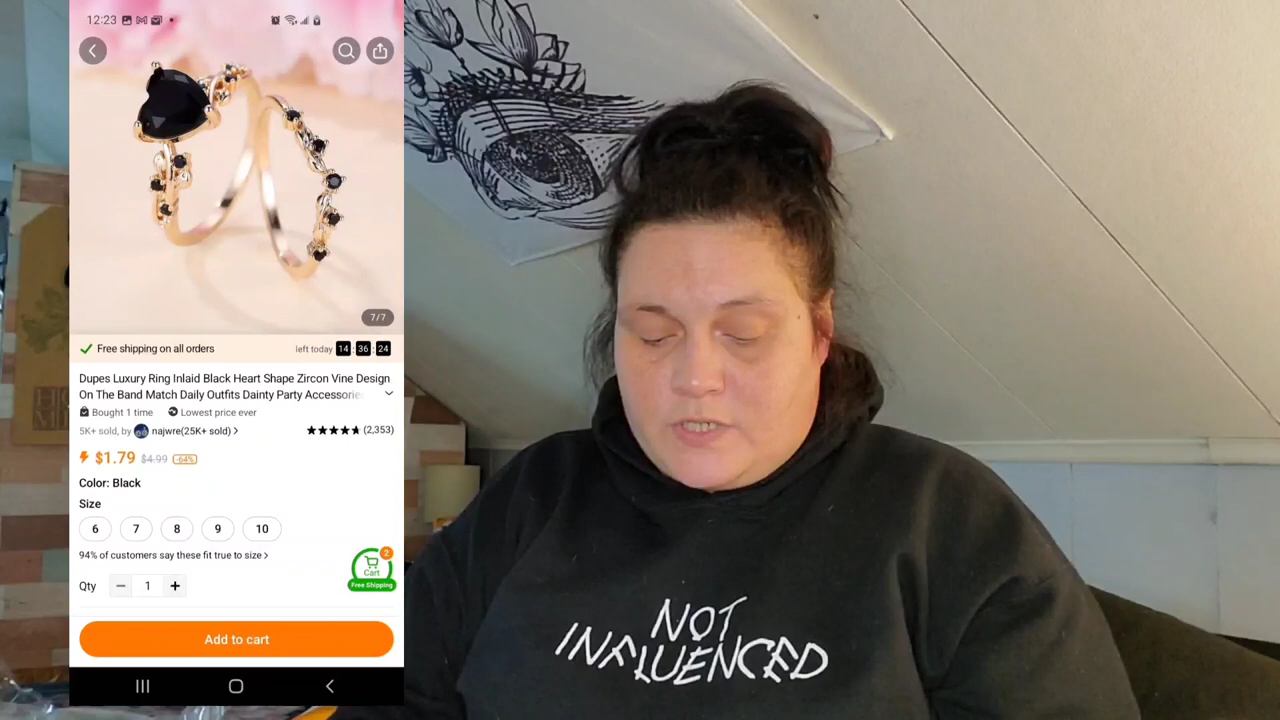 12:23
7/7
Free shipping on all orders
left today 14 : 36 : 24
Dupes Luxury Ring Inlaid Black Heart Shape Zircon Vine Design
On The Band Match Daily Outfits Dainty Party Accessories
Bought 1 time Lowest price ever
5K+ sold, by najwre(25K+ sold) >
(2,353)
$1.79 $4.99 -64%
Color: Black
Size
6 7 8 9 10
94% of customers say these fit true to size >
2
Cart
Free Shipping
Qty − 1 +
Add to cart
NOT
INFLUENCED